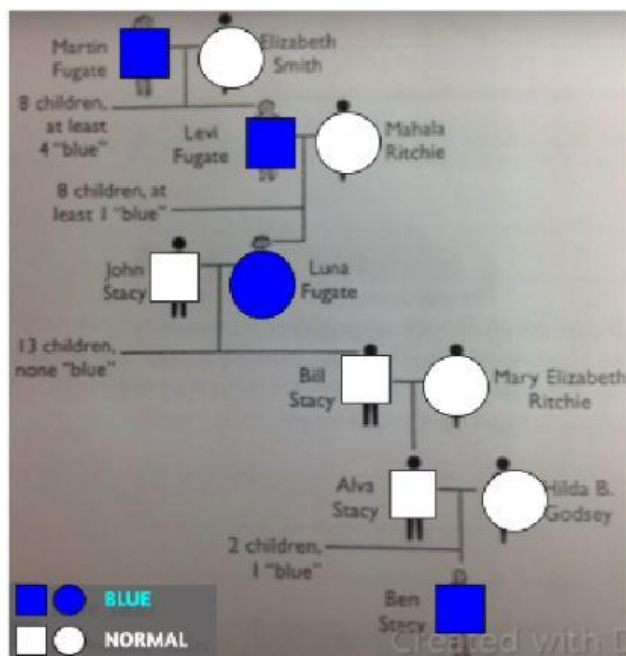 Martin
Fugate
Elizabeth
Smith
8 children,
at least
4 "blue"
Levi
Fugate
Mahala
Ritchie
8 children, at
least 1 "blue"
John
Stacy
Luna
Fugate
13 children,
none "blue"
Bill
Stacy
Mary Elizabeth
Ritchie
Alva
Stacy
Hilda B.
Godsey
2 children,
1 "blue"
Ben
Stacy
BLUE
NORMAL
Created with